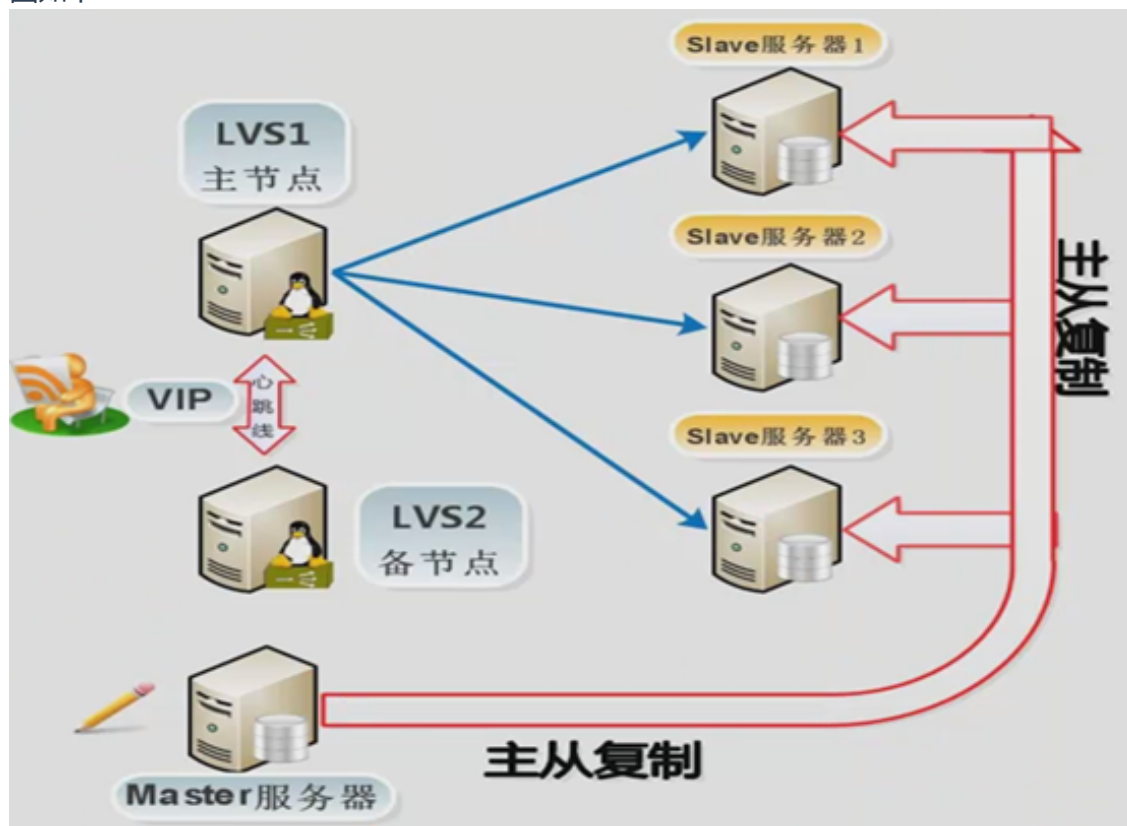 Slave服务器1
LVS1
主节点
Slave服务器2
主从复制
VIP
心跳线
Slave服务器3
LVS2
备节点
主从复制
Master服务器